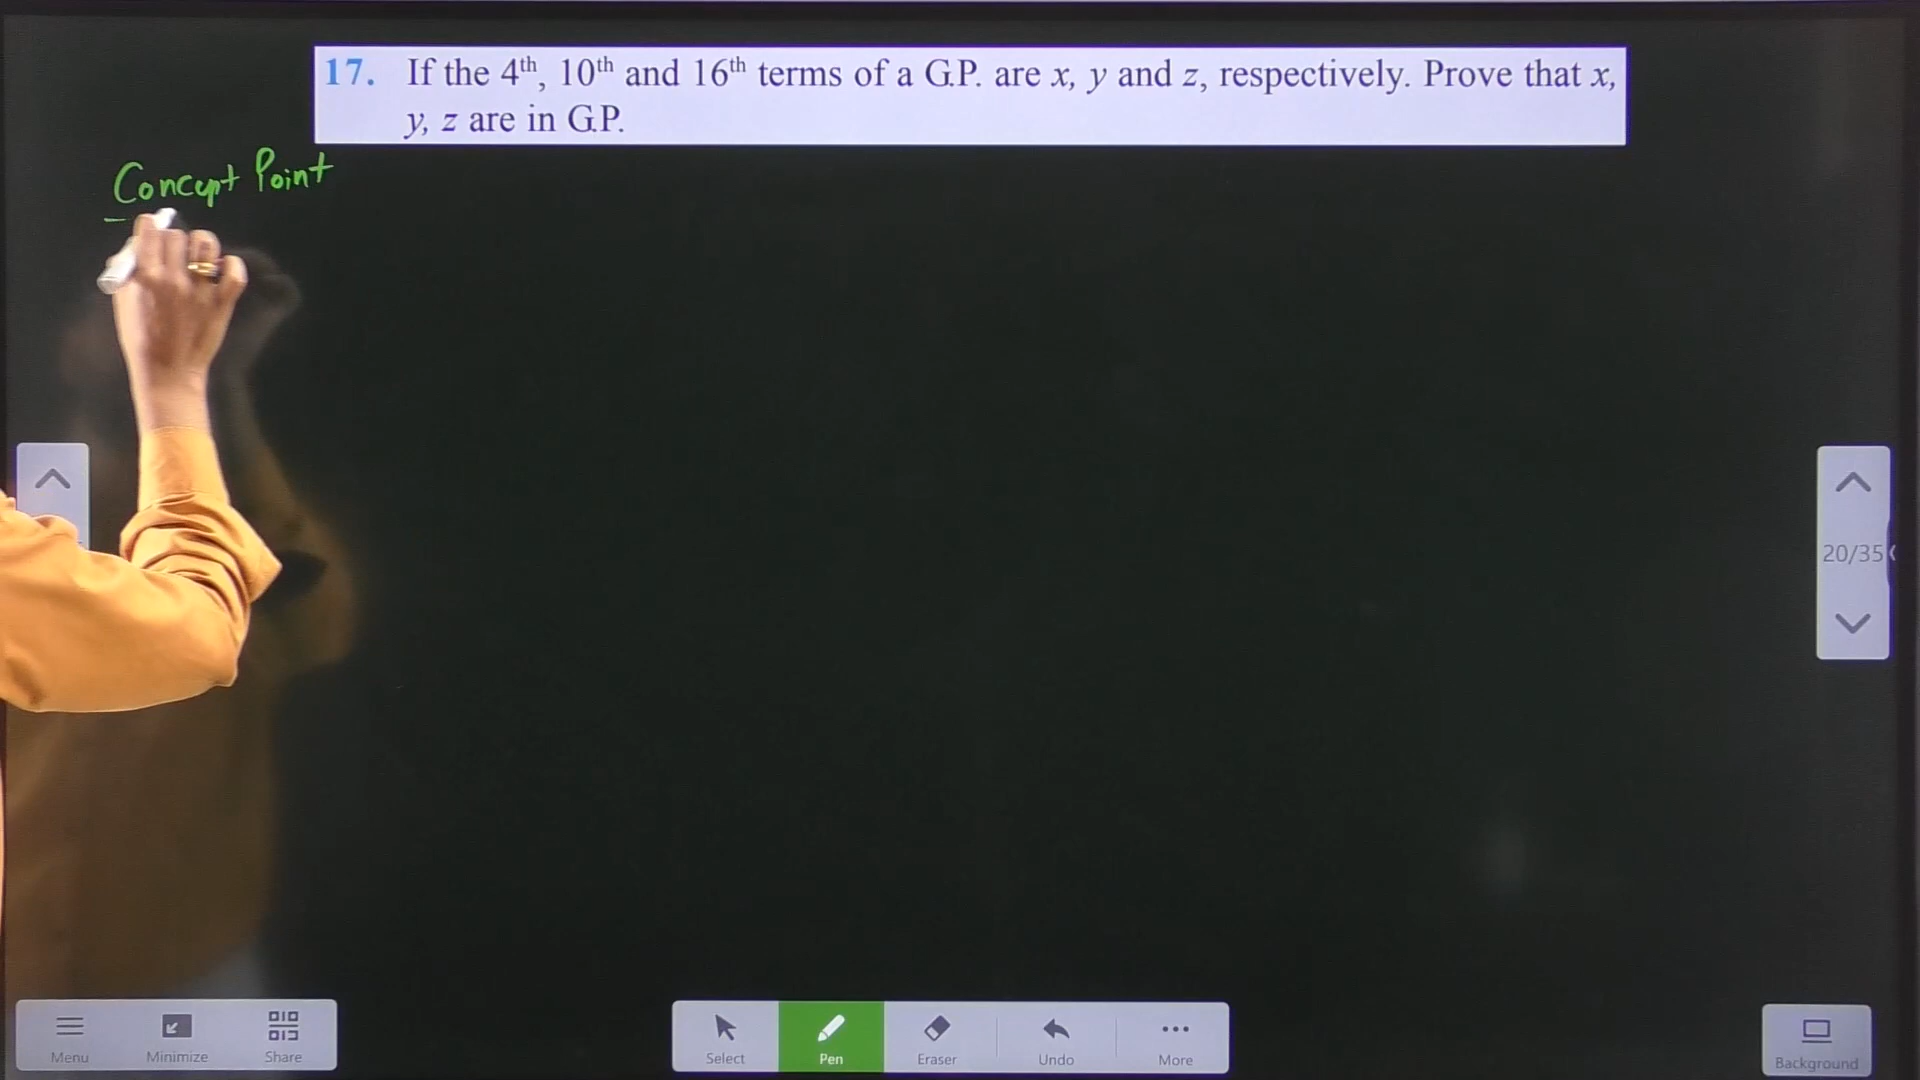 17. If the 4th, 10th and 16th terms of a G.P. are x, y and z, respectively. Prove that x,
y, z are in G.P.
Concept Point
20/35
Menu
Minimize
Share
Select
Pen
Eraser
Undo
More
Background